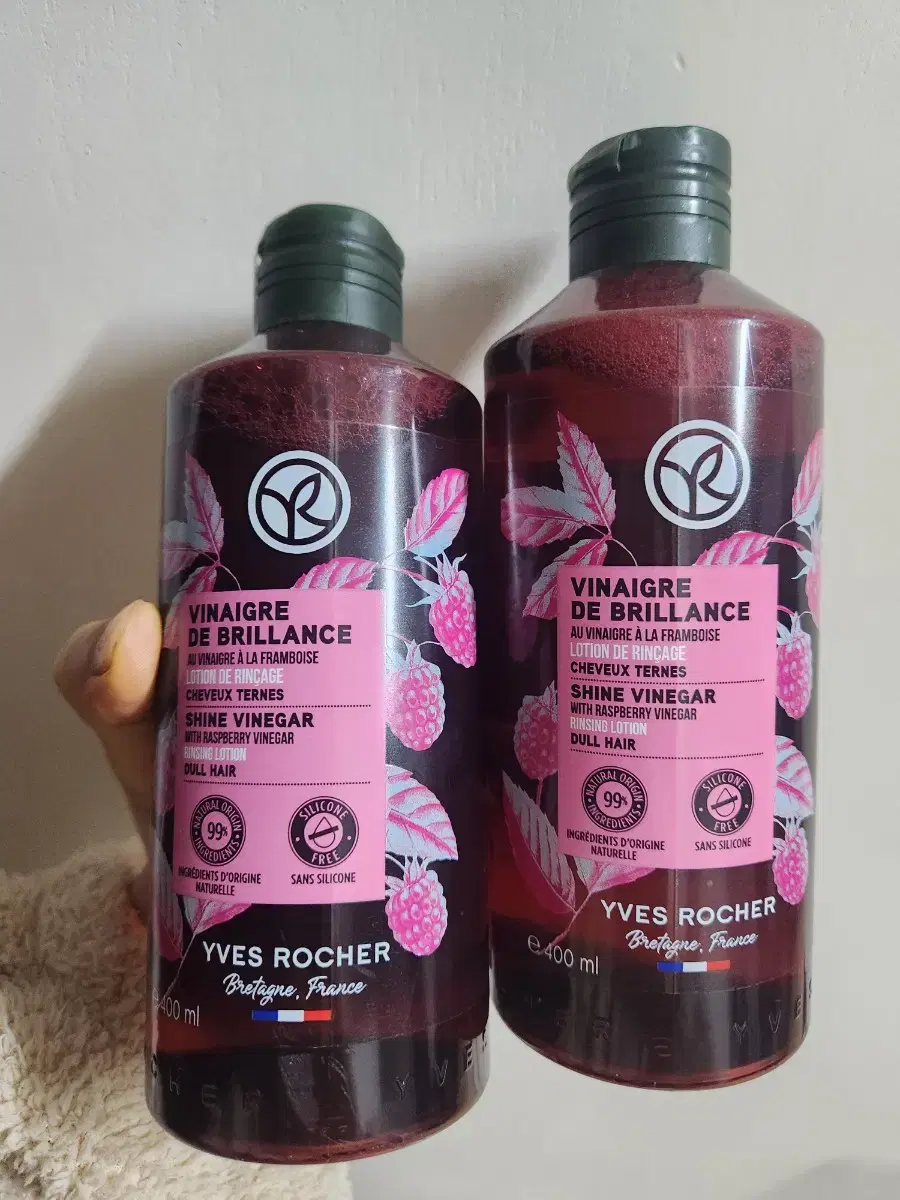 YR
VINAIGRE
DE BRILLANCE
AU VINAIGRE À LA FRAMBOISE
LOTION DE RINÇAGE
CHEVEUX TERNES
SHINE VINEGAR
WITH RASPBERRY VINEGAR
RINSING LOTION
DULL HAIR
NATURAL ORIGIN
99%
INGREDIENTS
SILICONE
FREE
INGRÉDIENTS D'ORIGINE
NATURELLE
SANS SILICONE
YVES ROCHER
Bretagne, France
400 ml
YR
VINAIGRE
DE BRILLANCE
AU VINAIGRE À LA FRAMBOISE
LOTION DE RINÇAGE
CHEVEUX TERNES
SHINE VINEGAR
WITH RASPBERRY VINEGAR
RINSING LOTION
DULL HAIR
NATURAL ORIGIN
99%
INGREDIENTS
SILICONE
FREE
INGRÉDIENTS D'ORIGINE
NATURELLE
SANS SILICONE
YVES ROCHER
Bretagne, France
℮400 ml